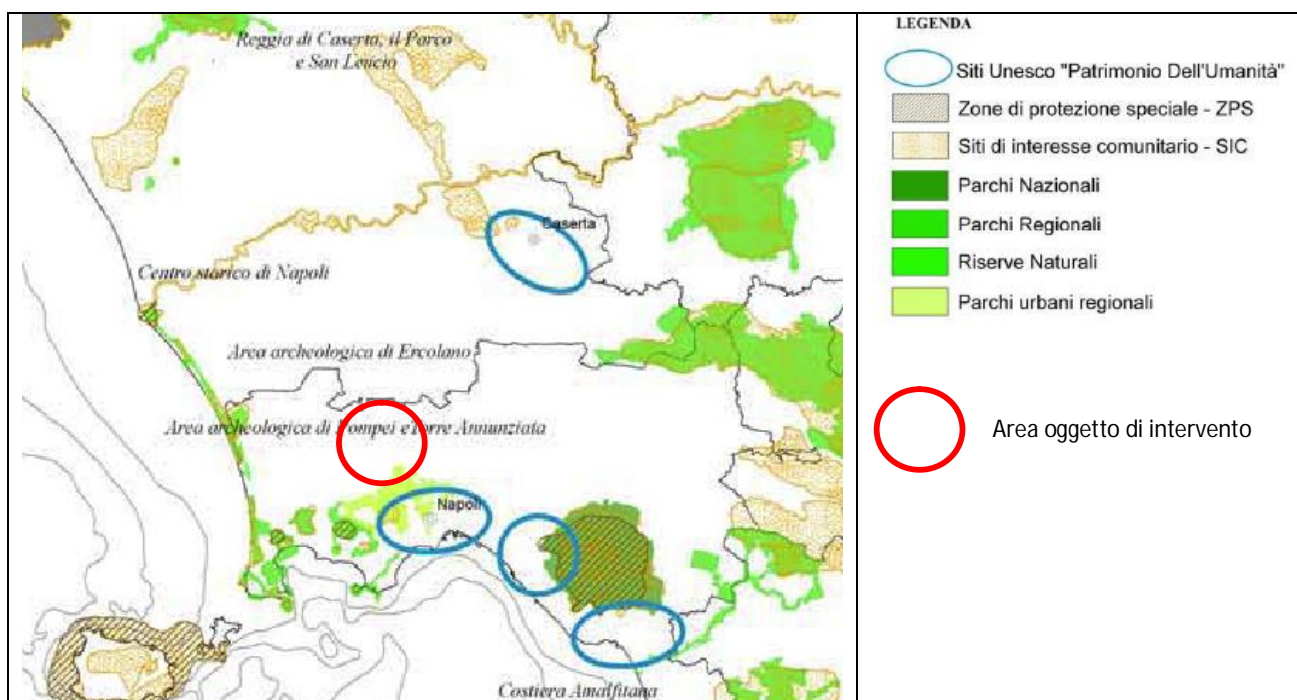 Reggia di Caserta, il Parco
e San Leucio
Caserta
Centro storico di Napoli
Area archeologica di Ercolano
Area archeologica di Pompei e Torre Annunziata
Napoli
Costiera Amalfitana
LEGENDA
Siti Unesco "Patrimonio Dell'Umanità"
Zone di protezione speciale - ZPS
Siti di interesse comunitario - SIC
Parchi Nazionali
Parchi Regionali
Riserve Naturali
Parchi urbani regionali
Area oggetto di intervento